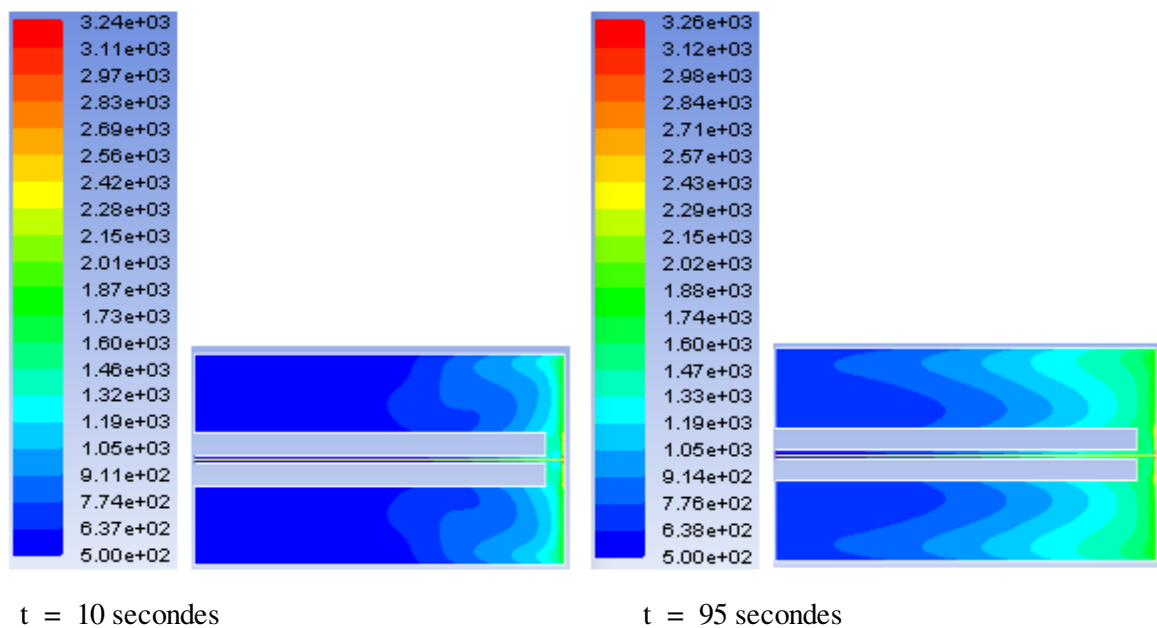 3.24e+03
3.11e+03
2.97e+03
2.83e+03
2.69e+03
2.56e+03
2.42e+03
2.28e+03
2.15e+03
2.01e+03
1.87e+03
1.73e+03
1.60e+03
1.46e+03
1.32e+03
1.19e+03
1.05e+03
9.11e+02
7.74e+02
6.37e+02
5.00e+02
3.26e+03
3.12e+03
2.98e+03
2.84e+03
2.71e+03
2.57e+03
2.43e+03
2.29e+03
2.15e+03
2.02e+03
1.88e+03
1.74e+03
1.60e+03
1.47e+03
1.33e+03
1.19e+03
1.05e+03
9.14e+02
7.76e+02
6.38e+02
5.00e+02
t = 10 secondes
t = 95 secondes